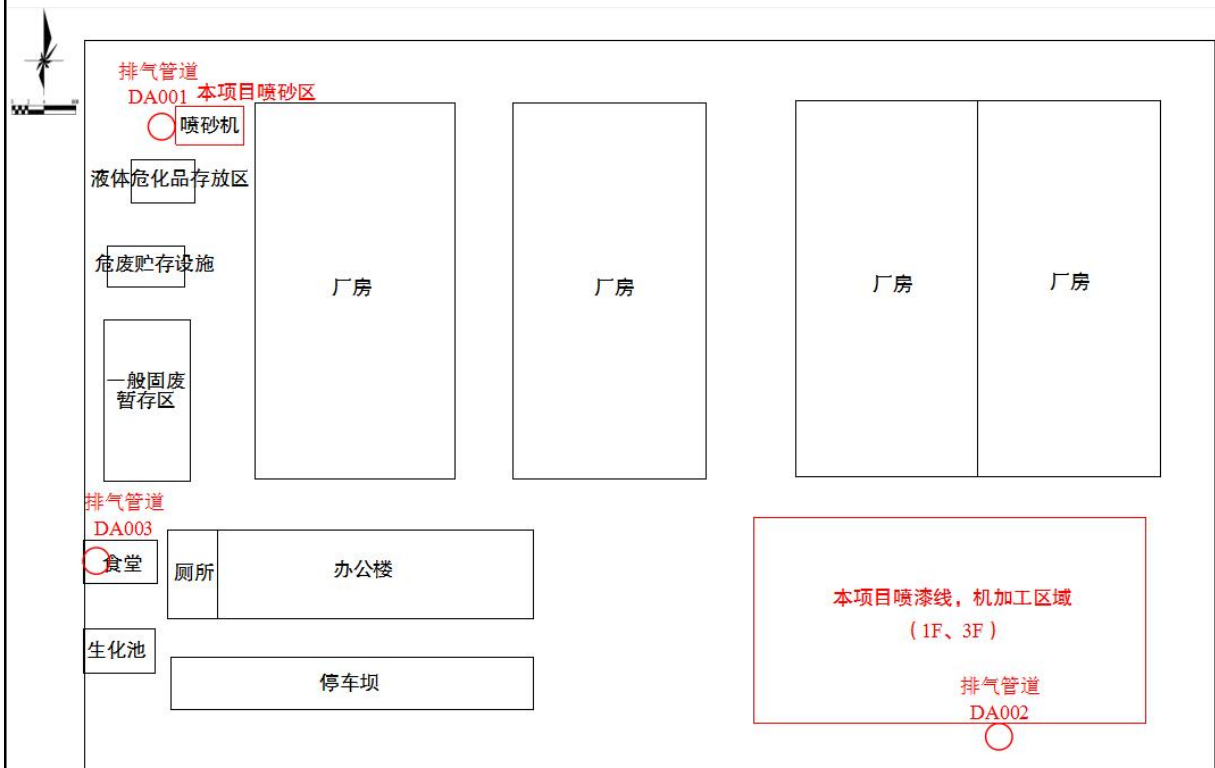 排气管道
DA001
本项目喷砂区
喷砂机
液体危化品存放区
危废贮存设施
一般固废
暂存区
厂房
厂房
厂房
厂房
排气管道
DA003
食堂
厕所
办公楼
生化池
停车坝
本项目喷漆线，机加工区域
（1F、3F）
排气管道
DA002